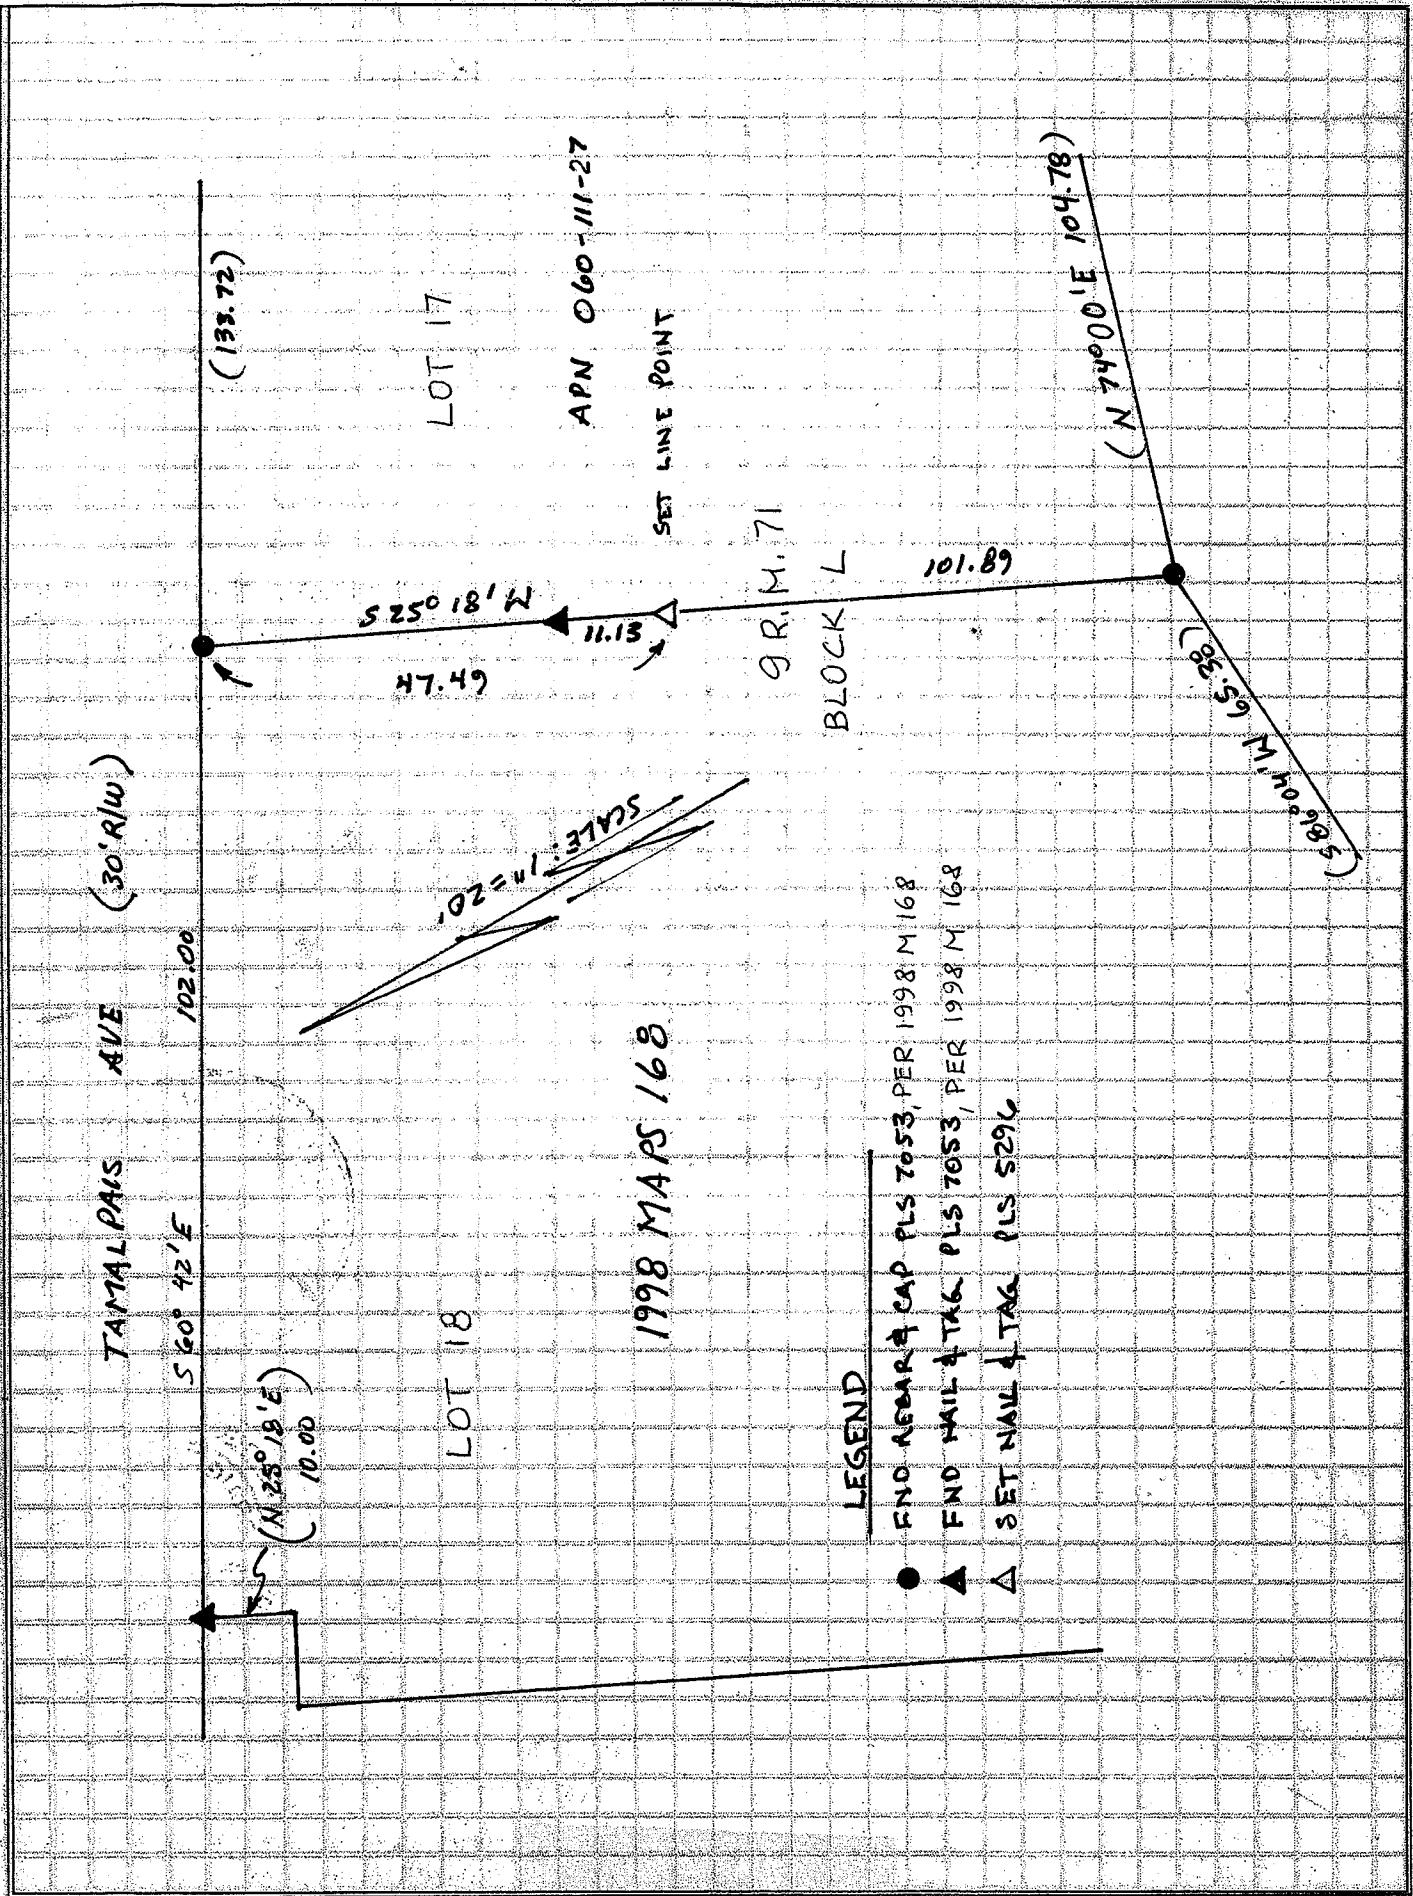 TAMALPAIS AVE (30' R/W)
S 60° 42' E 102.00
(133.72)
(N 25° 18' E)
10.00
S 25° 18' W
47.49
11.13
101.89
LOT 18
LOT 17
SCALE: 1" = 20'
APN 060-111-27
SET LINE POINT
1998 MAPS 168
9 R.M. 71
BLOCK L
(N 74° 00' E 104.78)
(S 86° 04' W 65.38)
LEGEND
FND REBAR & CAP PLS 7053, PER 1998 M 168
FND NAIL & TAG PLS 7053, PER 1998 M 168
SET NAIL & TAG PLS 5296